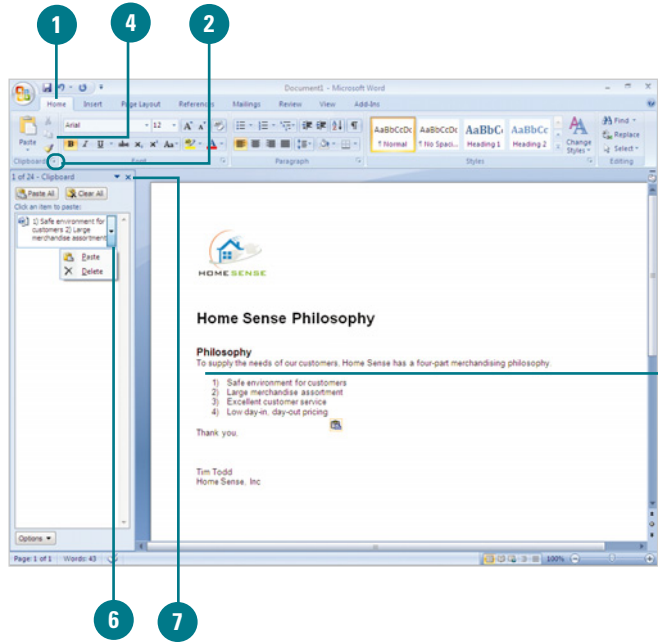 1
4
2
Document1 - Microsoft Word
Home Insert Page Layout References Mailings Review View Add-Ins
Paste
Arial
12
B I U abc x, x' Aa
AaBbCcDc AaBbCcDc AaBbC AaBbCc
¶ Normal ¶ No Spaci... Heading 1 Heading 2
Change Styles
Find
Replace
Select
Clipboard Font Paragraph Styles Editing
1 of 24 - Clipboard
Paste All Clear All
Click an item to paste:
1) Safe environment for
customers 2) Large
merchandise assortment
Paste
Delete
HOMESENSE
Home Sense Philosophy
Philosophy
To supply the needs of our customers, Home Sense has a four-part merchandising philosophy.
1) Safe environment for customers
2) Large merchandise assortment
3) Excellent customer service
4) Low day-in, day-out pricing
Thank you,
Tim Todd
Home Sense, Inc
Options
Page: 1 of 1 Words: 43
100%
6
7